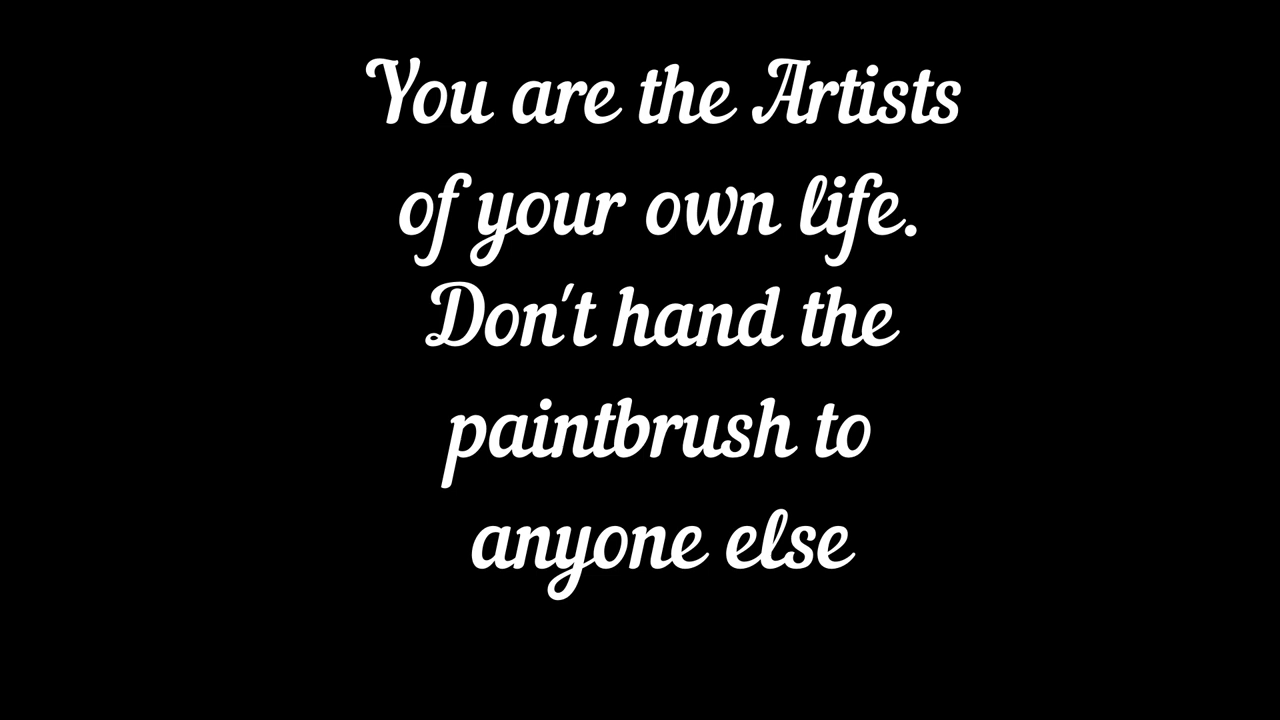 You are the Artists
of your own life.
Don't hand the
paintbrush to
anyone else